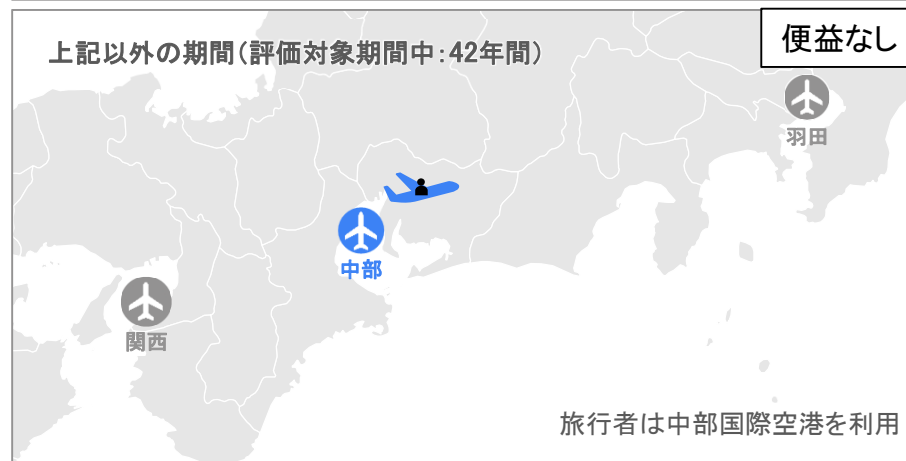 上記以外の期間(評価対象期間中:42年間)
便益なし
羽田
中部
関西
旅行者は中部国際空港を利用